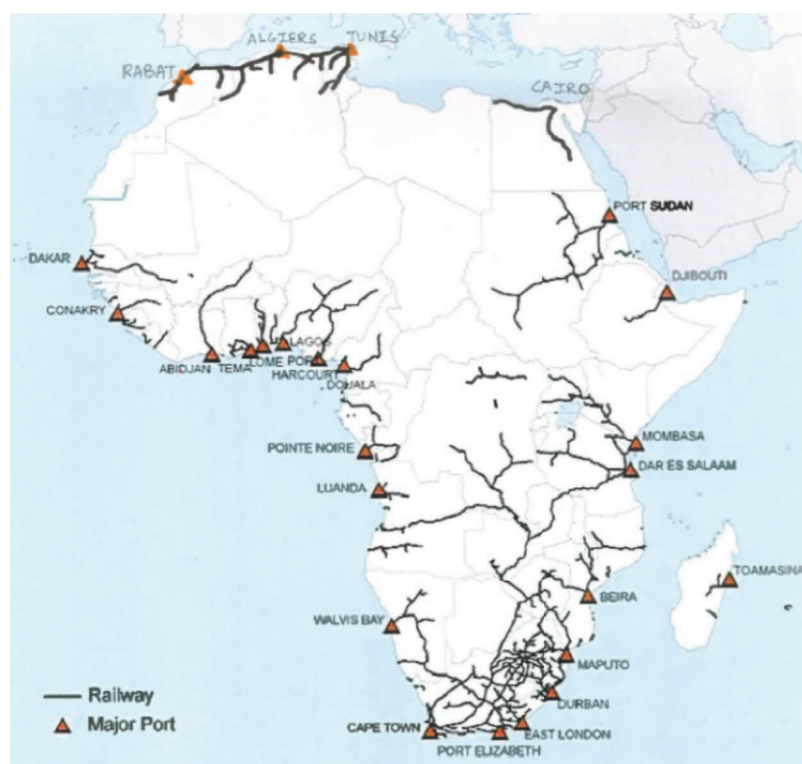 ALGIERS
TUNIS
RABAT
CAIRO
PORT SUDAN
DAKAR
DJIBOUTI
CONAKRY
LAGOS
ABIDJAN
TEMA
LOME
PORT
HARCOURT
DOUALA
MOMBASA
POINTE NOIRE
DAR ES SALAAM
LUANDA
TOAMASINA
BEIRA
WALVIS BAY
MAPUTO
Railway
DURBAN
Major Port
CAPE TOWN
EAST LONDON
PORT ELIZABETH